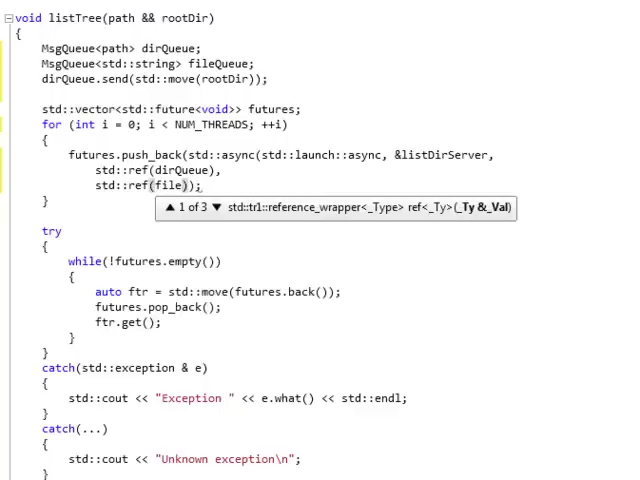 void listTree(path && rootDir)
{
    MsgQueue<path> dirQueue;
    MsgQueue<std::string> fileQueue;
    dirQueue.send(std::move(rootDir));
    std::vector<std::future<void>> futures;
    for (int i = 0; i < NUM_THREADS; ++i)
    {
        futures.push_back(std::async(std::launch::async, &listDirServer,
            std::ref(dirQueue),
            std::ref(file));
    }
▲ 1 of 3 ▼ std::tr1::reference_wrapper<_Type> ref<_Ty>(_Ty &_Val)
    try
    {
        while(!futures.empty())
        {
            auto ftr = std::move(futures.back());
            futures.pop_back();
            ftr.get();
        }
    }
    catch(std::exception & e)
    {
        std::cout << "Exception " << e.what() << std::endl;
    }
    catch(...)
    {
        std::cout << "Unknown exception\n";
    }